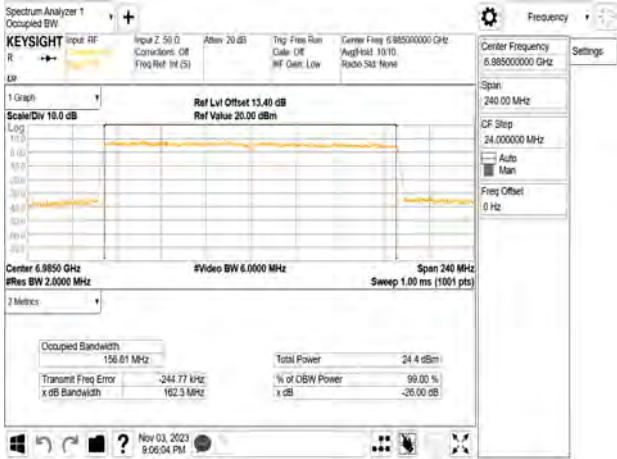 Spectrum Analyzer 1
Occupied BW
+
Frequency
KEYSIGHT Input: RF
R
Input Z: 50 Ω
Corrections: Off
Freq Ref: Int (S)
Atten: 20 dB
Trig: Free Run
Gate: Off
#IF Gain: Low
Center Freq: 6.985000000 GHz
Avg|Hold: 10/10
Radio Std: None
Center Frequency
6.985000000 GHz
Settings
Span
240.00 MHz
CF Step
24.000000 MHz
Auto
Man
Freq Offset
0 Hz
1 Graph
Scale/Div 10.0 dB
Ref Lvl Offset 13.40 dB
Ref Value 20.00 dBm
Log
10.0
0.00
Center 6.9850 GHz
#Res BW 2.0000 MHz
#Video BW 6.0000 MHz
Span 240 MHz
Sweep 1.00 ms (1001 pts)
2 Metrics
Occupied Bandwidth
156.61 MHz
Total Power 24.4 dBm
Transmit Freq Error -244.77 kHz
% of OBW Power 99.00 %
x dB Bandwidth 162.3 MHz
x dB -26.00 dB
?
Nov 03, 2023
9:06:04 PM